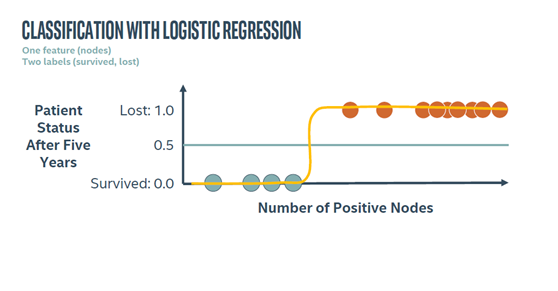 CLASSIFICATION WITH LOGISTIC REGRESSION
One feature (nodes)
Two labels (survived, lost)
Patient
Status
After Five
Years
Lost: 1.0
0.5
Survived: 0.0
Number of Positive Nodes